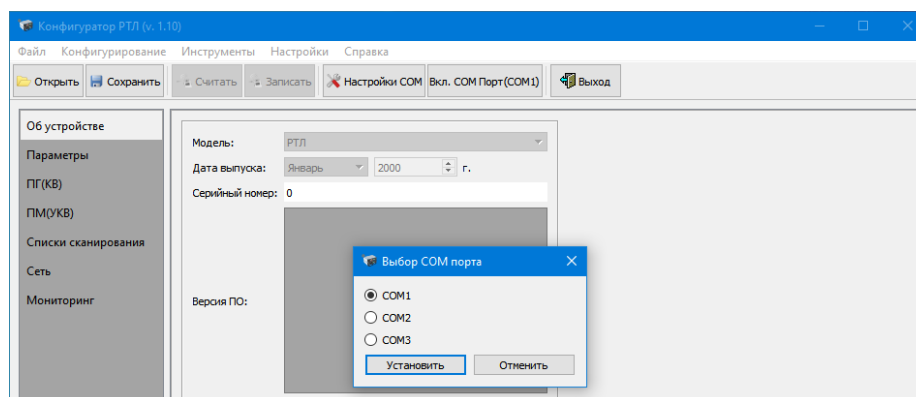 Конфигуратор РТЛ (v. 1.10)
Файл Конфигурирование Инструменты Настройки Справка
Открыть Сохранить Считать Записать Настройки COM Вкл. COM Порт(COM1) Выход
Об устройстве
Параметры
ПГ(КВ)
ПМ(УКВ)
Списки сканирования
Сеть
Мониторинг
Модель: РТЛ
Дата выпуска: Январь 2000 г.
Серийный номер: 0
Версия ПО:
Выбор COM порта
COM1
COM2
COM3
Установить Отменить